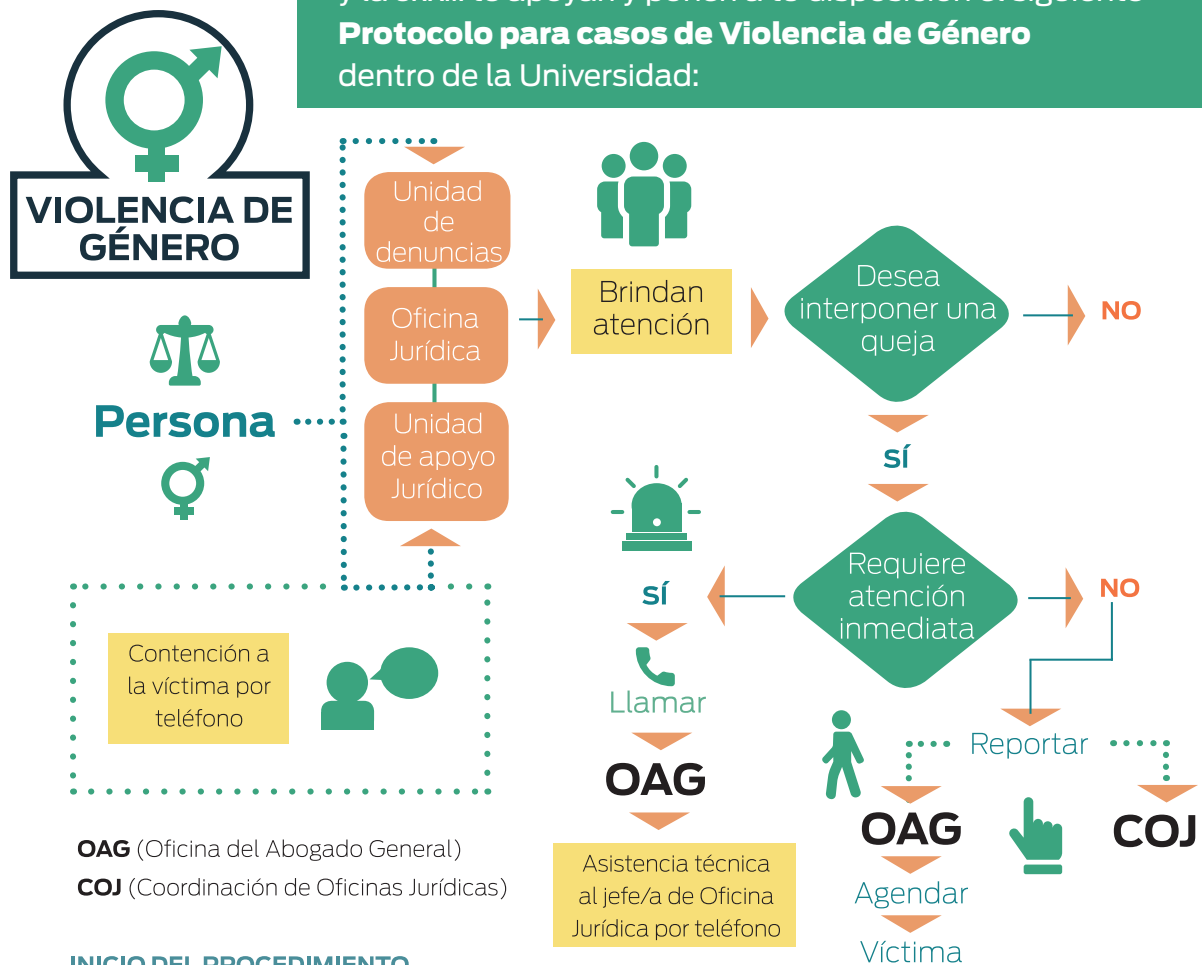 Protocolo para casos de Violencia de Género
dentro de la Universidad:
VIOLENCIA DE
GÉNERO
Persona
Unidad
de
denuncias
Oficina
Jurídica
Unidad
de apoyo
Jurídico
Brindan
atención
Desea
interponer una
queja
NO
SÍ
Requiere
atención
inmediata
NO
SÍ
Llamar
OAG
Asistencia técnica
al jefe/a de Oficina
Jurídica por teléfono
Reportar
OAG
COJ
Agendar
Víctima
Contención a
la víctima por
teléfono
OAG (Oficina del Abogado General)
COJ (Coordinación de Oficinas Jurídicas)
INICIO DEL PROCEDIMIENTO